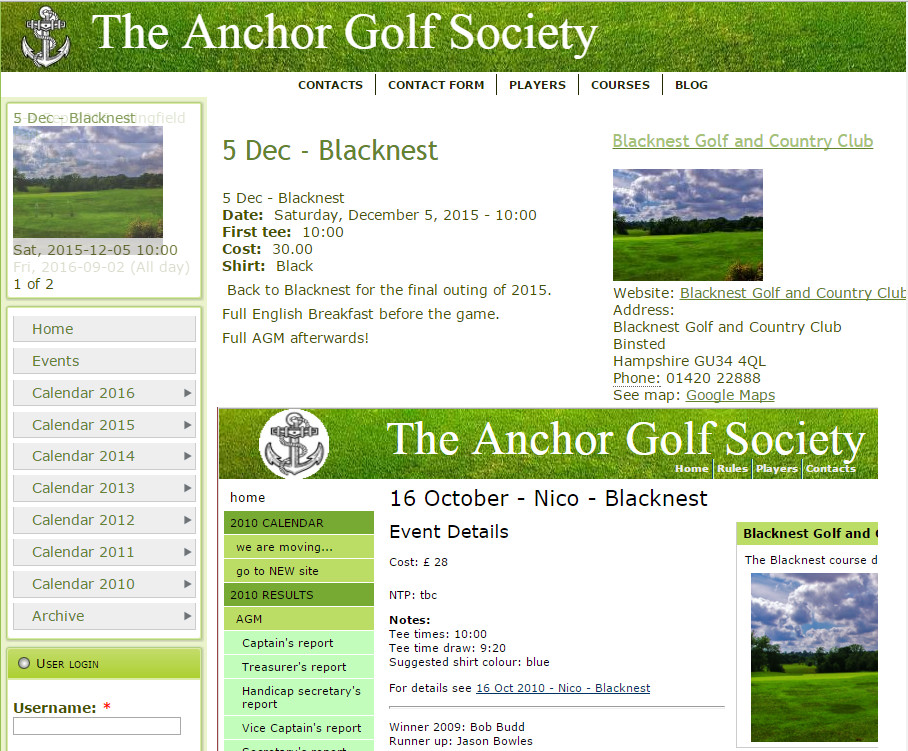 The Anchor Golf Society
CONTACTS
CONTACT FORM
PLAYERS
COURSES
BLOG
5 Dec - Blacknest
Sat, 2015-12-05 10:00
Fri, 2016-09-02 (All day)
1 of 2
Home
Events
Calendar 2016
Calendar 2015
Calendar 2014
Calendar 2013
Calendar 2012
Calendar 2011
Calendar 2010
Archive
User login
Username: *
5 Dec - Blacknest
5 Dec - Blacknest
Date: Saturday, December 5, 2015 - 10:00
First tee: 10:00
Cost: 30.00
Shirt: Black
Back to Blacknest for the final outing of 2015.
Full English Breakfast before the game.
Full AGM afterwards!
Blacknest Golf and Country Club
Website: Blacknest Golf and Country Club
Address:
Blacknest Golf and Country Club
Binsted
Hampshire GU34 4QL
Phone: 01420 22888
See map: Google Maps
The Anchor Golf Society
Home Rules Players Contacts
home
2010 CALENDAR
we are moving...
go to NEW site
2010 RESULTS
AGM
Captain's report
Treasurer's report
Handicap secretary's
report
Vice Captain's report
Secretary's report
16 October - Nico - Blacknest
Event Details
Cost: £ 28
NTP: tbc
Notes:
Tee times: 10:00
Tee time draw: 9:20
Suggested shirt colour: blue
For details see 16 Oct 2010 - Nico - Blacknest
Winner 2009: Bob Budd
Runner up: Jason Bowles
Blacknest Golf and
The Blacknest course d